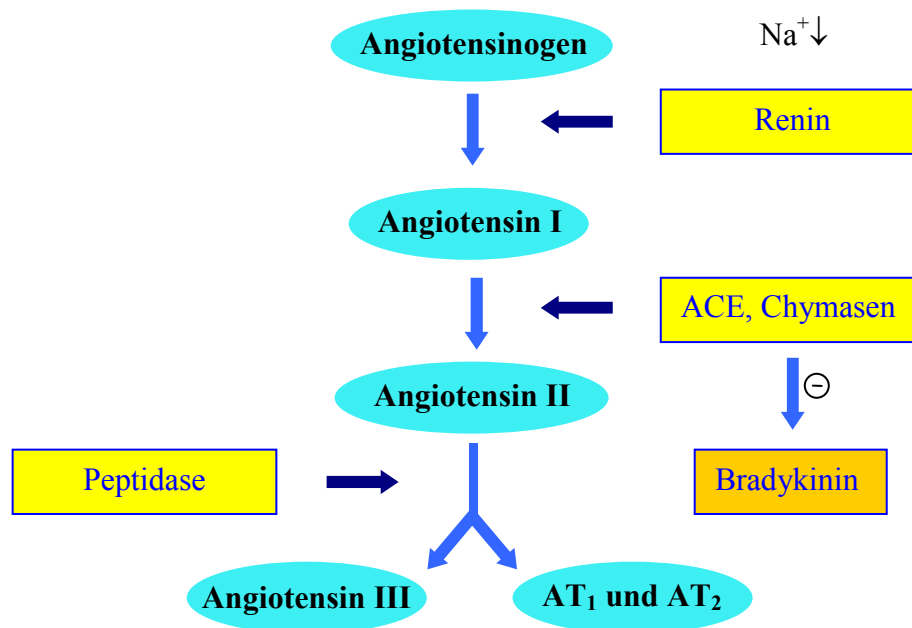 Angiotensinogen
Na⁺↓
Renin
Angiotensin I
ACE, Chymasen
⊖
Angiotensin II
Peptidase
Bradykinin
Angiotensin III
AT₁ und AT₂